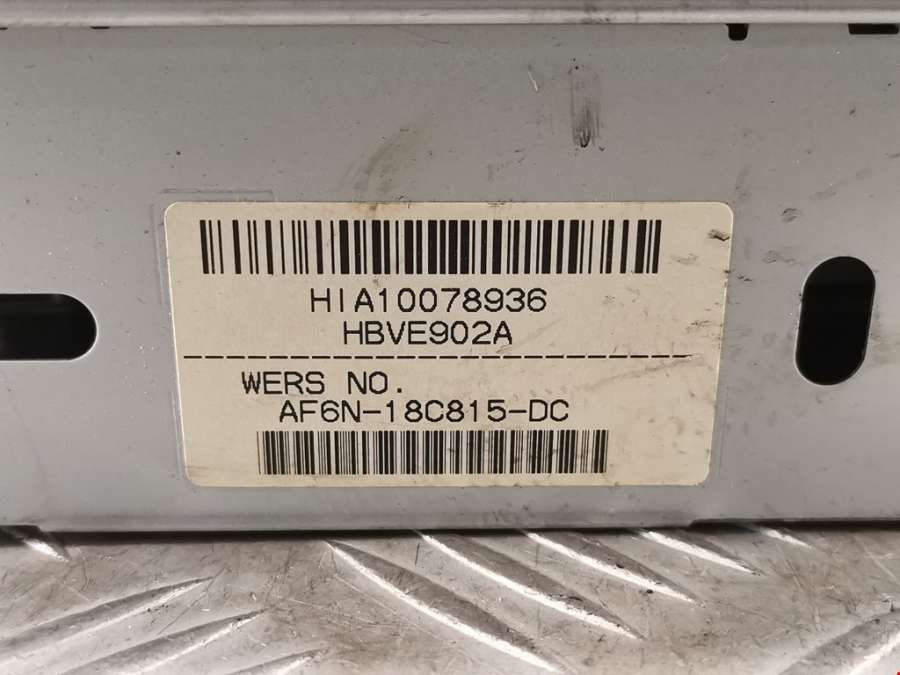 HIA10078936
HBVE902A
WERS NO.
AF6N-18C815-DC